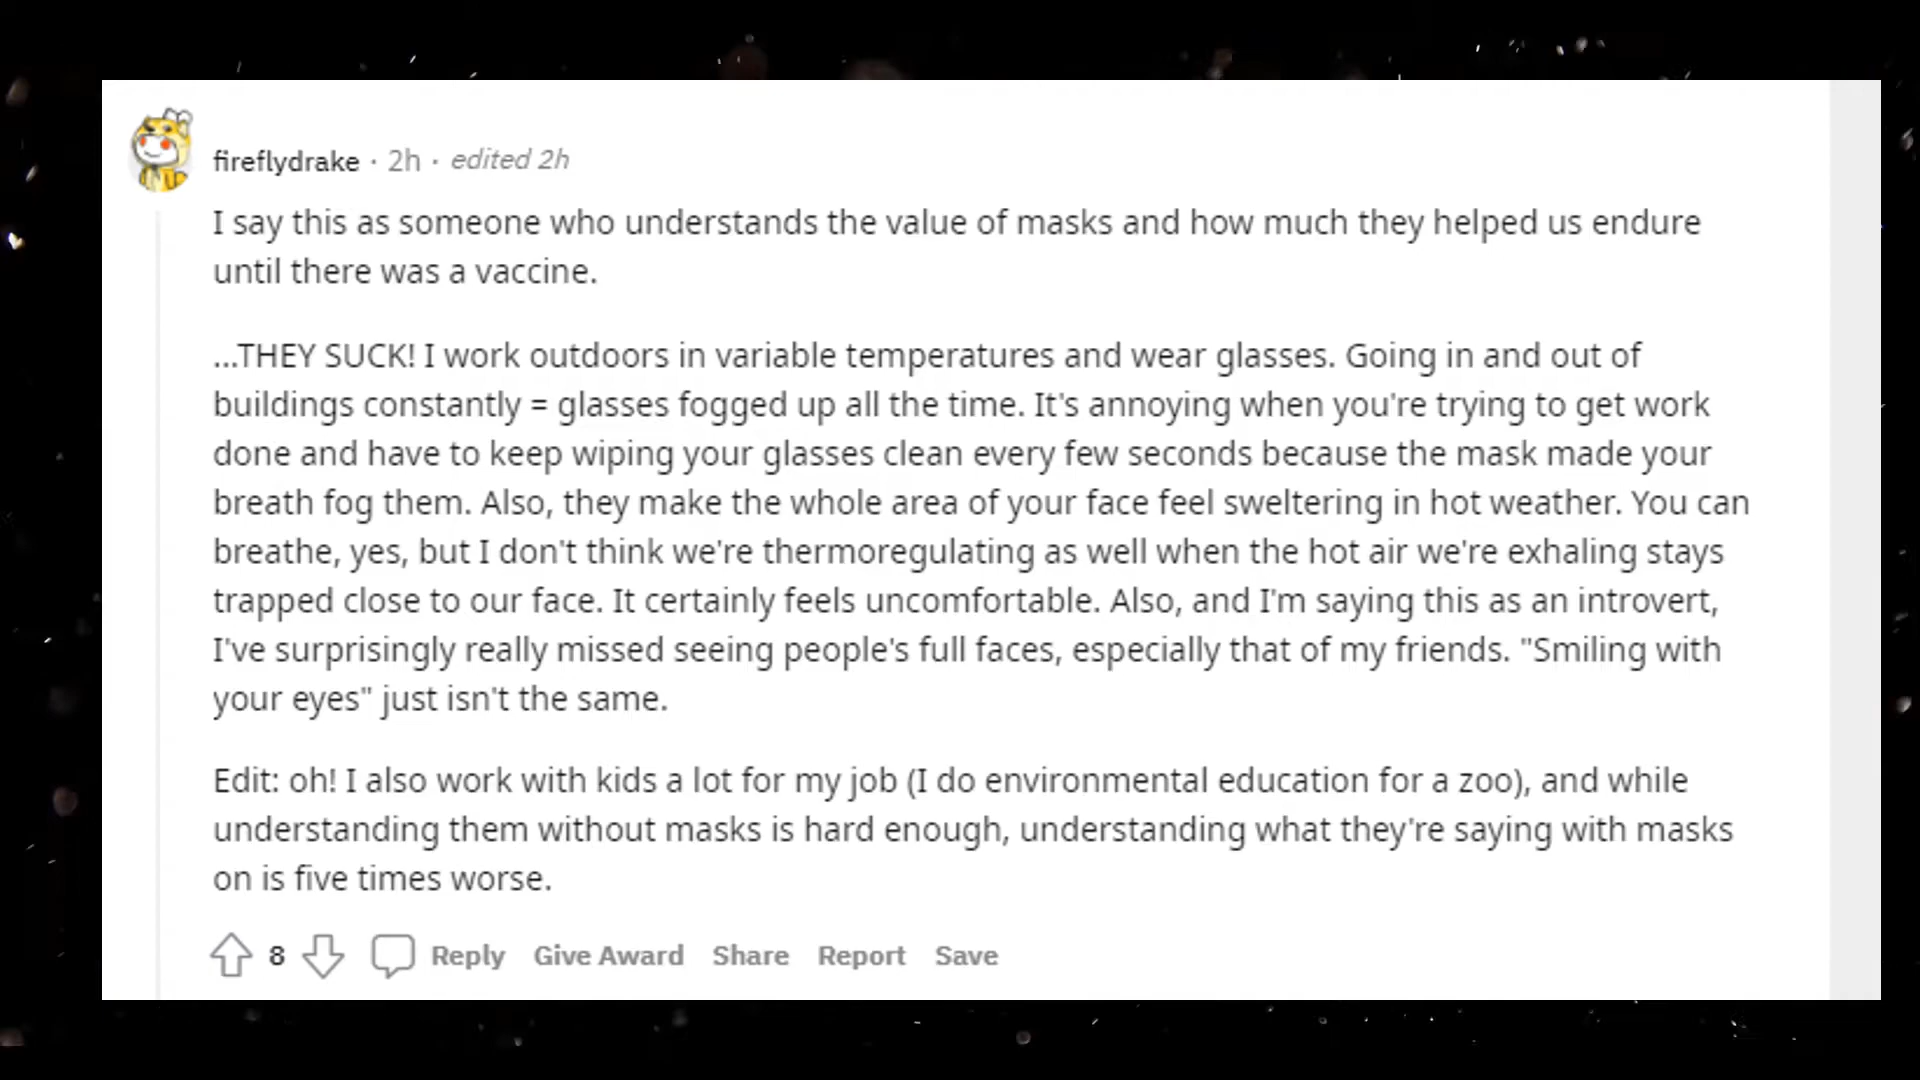 fireflydrake · 2h · edited 2h
I say this as someone who understands the value of masks and how much they helped us endure
until there was a vaccine.
...THEY SUCK! I work outdoors in variable temperatures and wear glasses. Going in and out of
buildings constantly = glasses fogged up all the time. It's annoying when you're trying to get work
done and have to keep wiping your glasses clean every few seconds because the mask made your
breath fog them. Also, they make the whole area of your face feel sweltering in hot weather. You can
breathe, yes, but I don't think we're thermoregulating as well when the hot air we're exhaling stays
trapped close to our face. It certainly feels uncomfortable. Also, and I'm saying this as an introvert,
I've surprisingly really missed seeing people's full faces, especially that of my friends. "Smiling with
your eyes" just isn't the same.
Edit: oh! I also work with kids a lot for my job (I do environmental education for a zoo), and while
understanding them without masks is hard enough, understanding what they're saying with masks
on is five times worse.
8 Reply Give Award Share Report Save